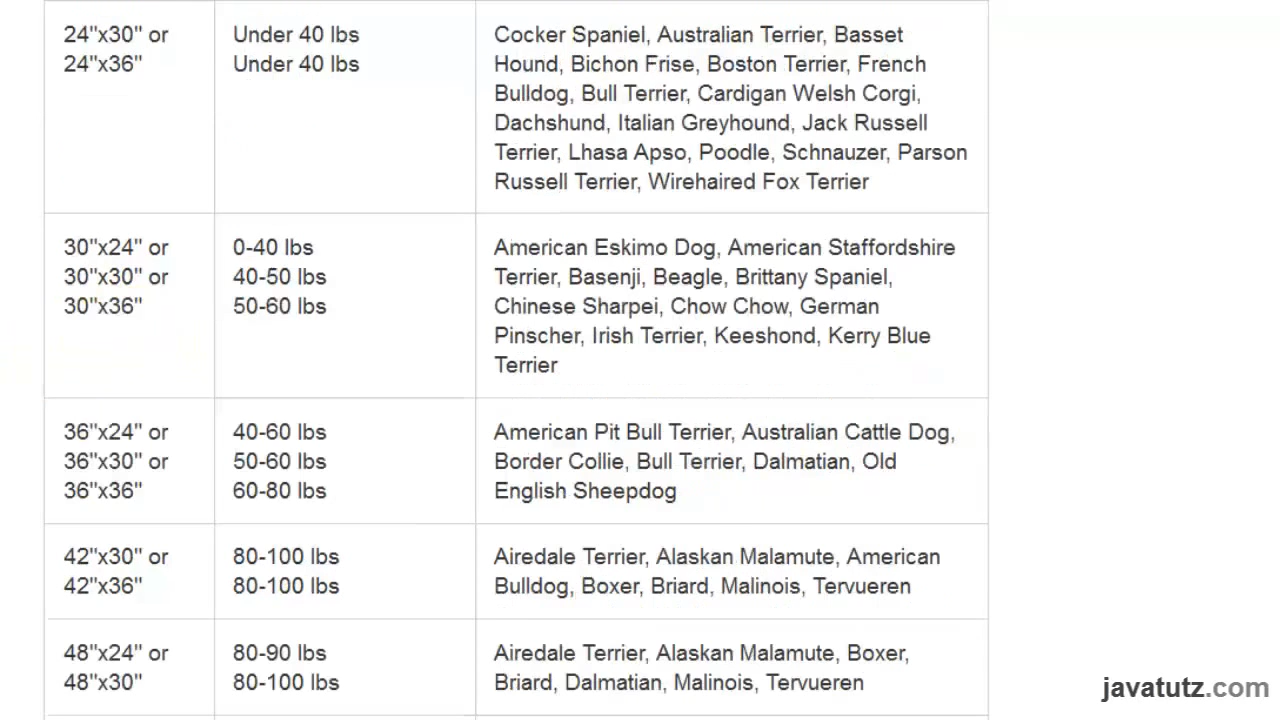 24"x30" or
24"x36"
Under 40 lbs
Under 40 lbs
Cocker Spaniel, Australian Terrier, Basset
Hound, Bichon Frise, Boston Terrier, French
Bulldog, Bull Terrier, Cardigan Welsh Corgi,
Dachshund, Italian Greyhound, Jack Russell
Terrier, Lhasa Apso, Poodle, Schnauzer, Parson
Russell Terrier, Wirehaired Fox Terrier
30"x24" or
30"x30" or
30"x36"
0-40 lbs
40-50 lbs
50-60 lbs
American Eskimo Dog, American Staffordshire
Terrier, Basenji, Beagle, Brittany Spaniel,
Chinese Sharpei, Chow Chow, German
Pinscher, Irish Terrier, Keeshond, Kerry Blue
Terrier
36"x24" or
36"x30" or
36"x36"
40-60 lbs
50-60 lbs
60-80 lbs
American Pit Bull Terrier, Australian Cattle Dog,
Border Collie, Bull Terrier, Dalmatian, Old
English Sheepdog
42"x30" or
42"x36"
80-100 lbs
80-100 lbs
Airedale Terrier, Alaskan Malamute, American
Bulldog, Boxer, Briard, Malinois, Tervueren
48"x24" or
48"x30"
80-90 lbs
80-100 lbs
Airedale Terrier, Alaskan Malamute, Boxer,
Briard, Dalmatian, Malinois, Tervueren
javatutz.com